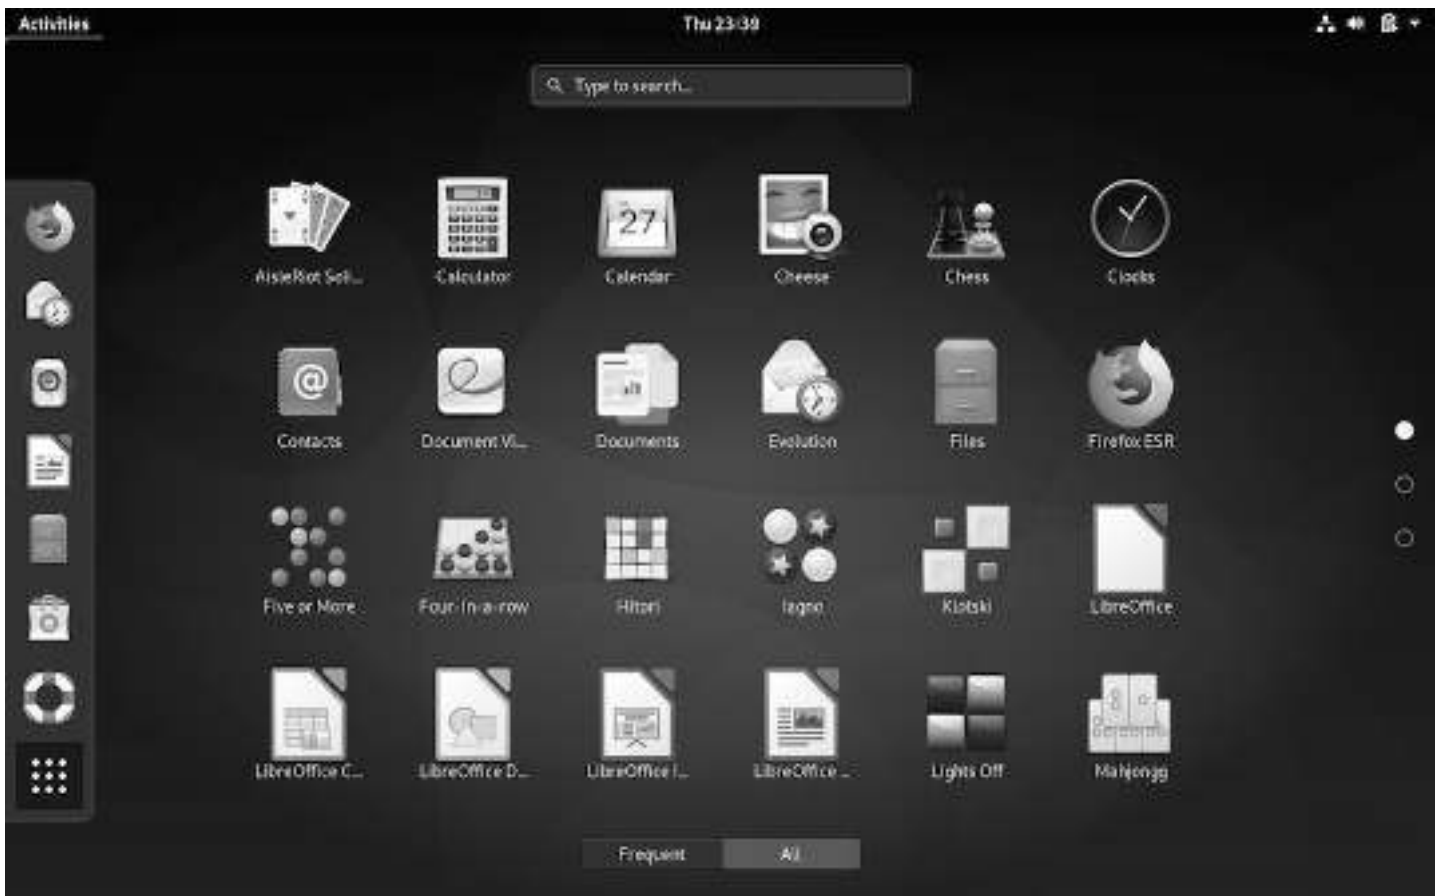 Activities
Thu 23:39
Type to search...
AisleRiot Soli...
Calculator
Calendar
Cheese
Chess
Clocks
27
Contacts
Document Vi...
Documents
Evolution
Files
Firefox ESR
@
Five or More
Four-in-a-row
Hitori
Iagno
Klotski
LibreOffice
LibreOffice C...
LibreOffice D...
LibreOffice I...
LibreOffice ...
Lights Off
Mahjongg
Frequent
All